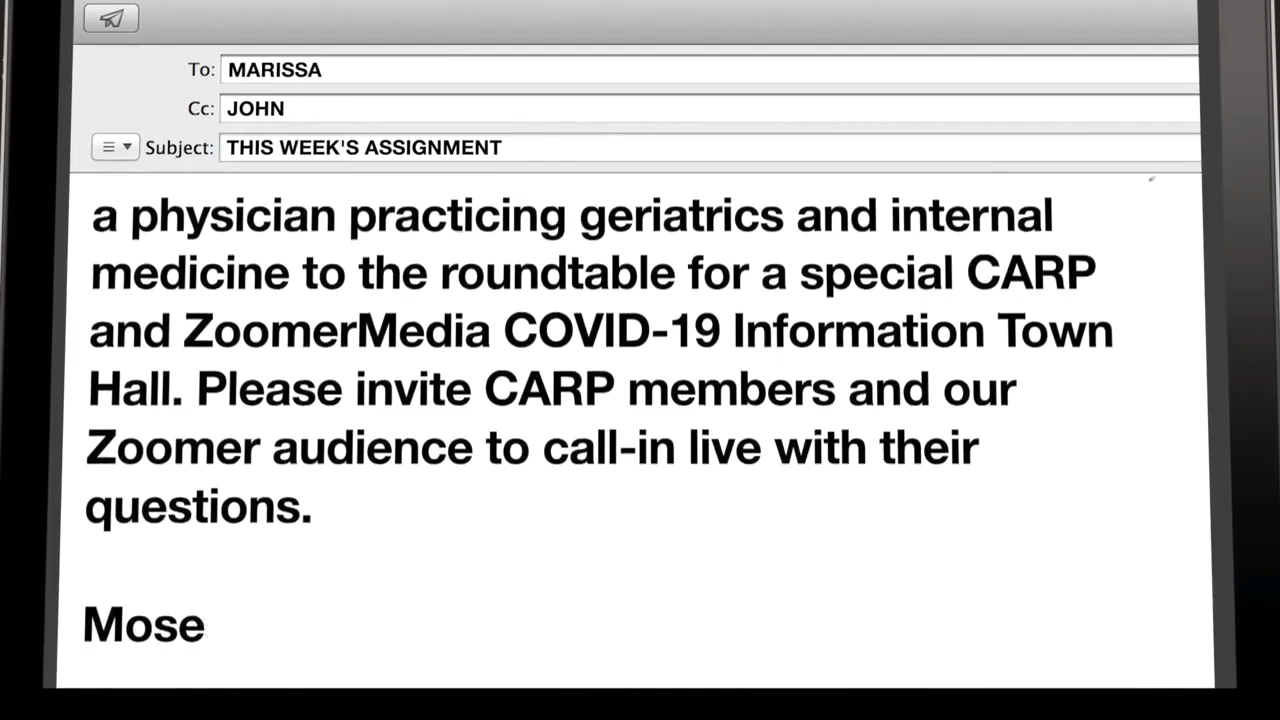 To: MARISSA
Cc: JOHN
Subject: THIS WEEK'S ASSIGNMENT
a physician practicing geriatrics and internal
medicine to the roundtable for a special CARP
and ZoomerMedia COVID-19 Information Town
Hall. Please invite CARP members and our
Zoomer audience to call-in live with their
questions.
Mose